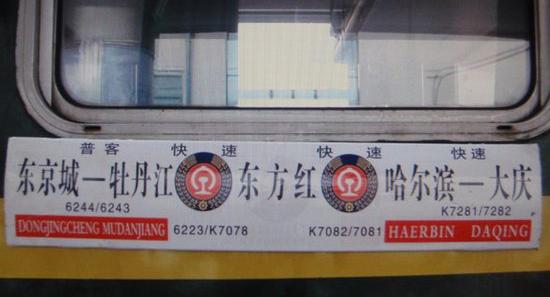 普客 快速 快速 快速
东京城—牡丹江 东方红 哈尔滨—大庆
6244/6243 6223/K7078 K7082/7081 K7281/7282
DONGJINGCHENG MUDANJIANG HAERBIN DAQING